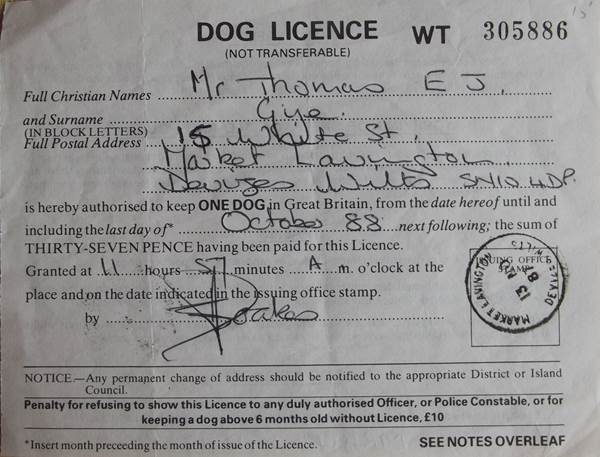 DOG LICENCE WT 305886
(NOT TRANSFERABLE)
Full Christian Names Mr Thomas E J.
and Surname Gye.
(IN BLOCK LETTERS)
Full Postal Address 15 White St,
Market Lavington
Devizes Wilts SN10 4DP.
is hereby authorised to keep ONE DOG in Great Britain, from the date hereof until and
including the last day of* October 88 next following; the sum of
THIRTY-SEVEN PENCE having been paid for this Licence.
Granted at 11 hours 57 minutes A m. o'clock at the
place and on the date indicated in the issuing office stamp.
by
ISSUING OFFICE
STAMP
MARKET LAVINGTON DEVIZES WILTS
13
NOTICE.—Any permanent change of address should be notified to the appropriate District or Island
Council.
Penalty for refusing to show this Licence to any duly authorised Officer, or Police Constable, or for
keeping a dog above 6 months old without Licence, £10
*Insert month preceeding the month of issue of the Licence. SEE NOTES OVERLEAF